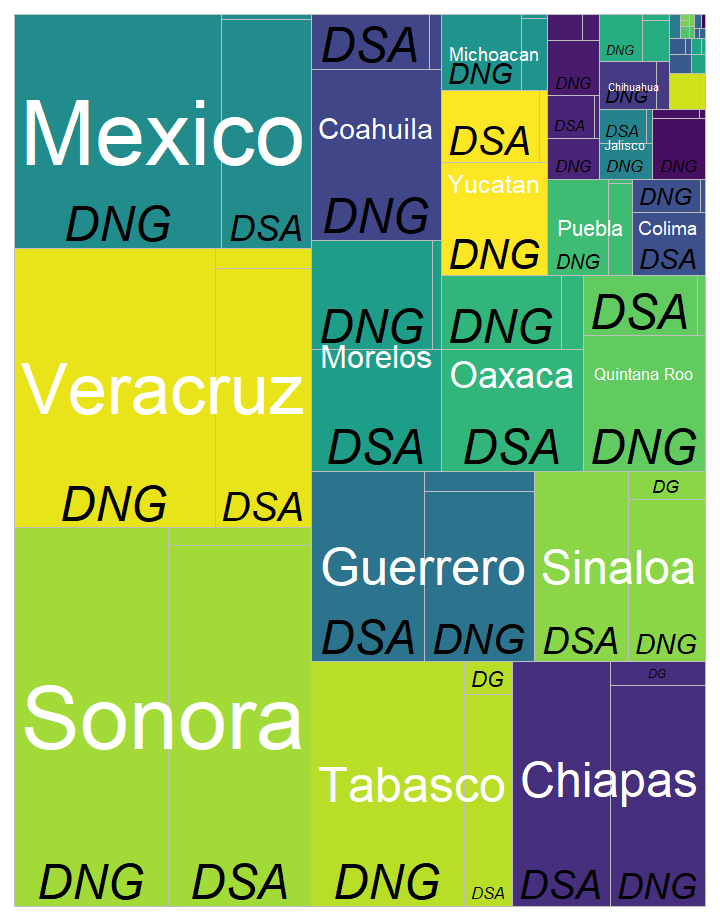 Mexico
DNG
DSA
Veracruz
DNG
DSA
Sonora
DNG
DSA
DSA
Coahuila
DNG
DNG
Morelos
DSA
Michoacan
DNG
DSA
Yucatan
DNG
DNG
Oaxaca
DSA
DSA
Quintana Roo
DNG
DNG
DSA
DNG
DNG
Chihuahua
DNG
DSA
Jalisco
DNG
DNG
Puebla
DNG
DNG
Colima
DSA
Guerrero
DSA
DNG
DG
Sinaloa
DSA
DNG
DG
Tabasco
DNG
DSA
DG
Chiapas
DSA
DNG